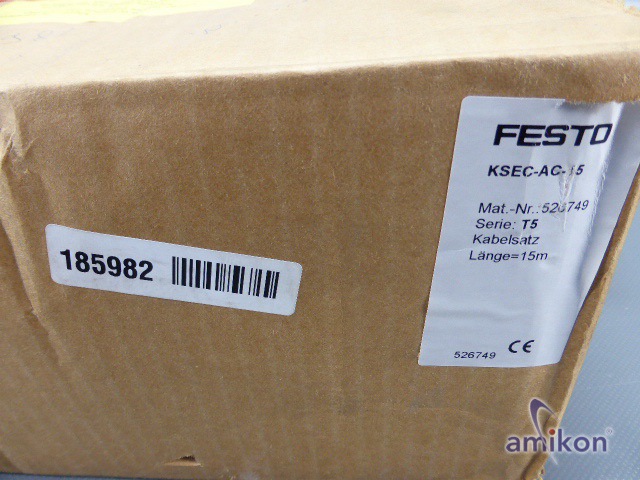 FESTO
KSEC-AC-15
Mat.-Nr.:526749
Serie: T5
Kabelsatz
Länge=15m
526749 CE
185982
amikon®